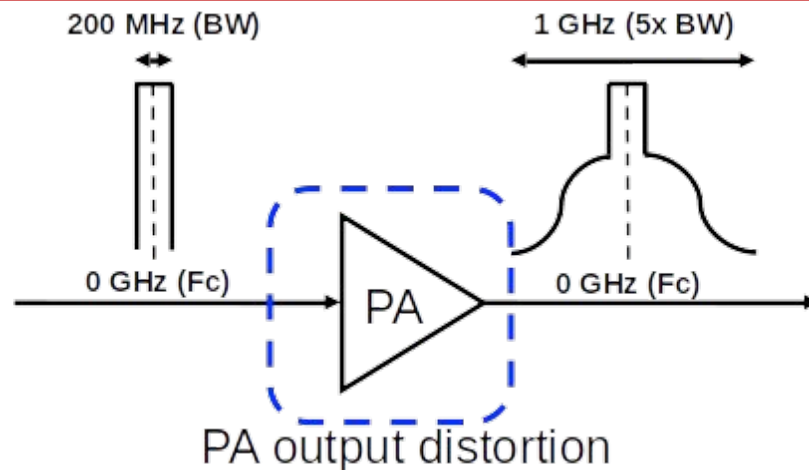 200 MHz (BW)
1 GHz (5x BW)
0 GHz (Fc)
PA
0 GHz (Fc)
PA output distortion